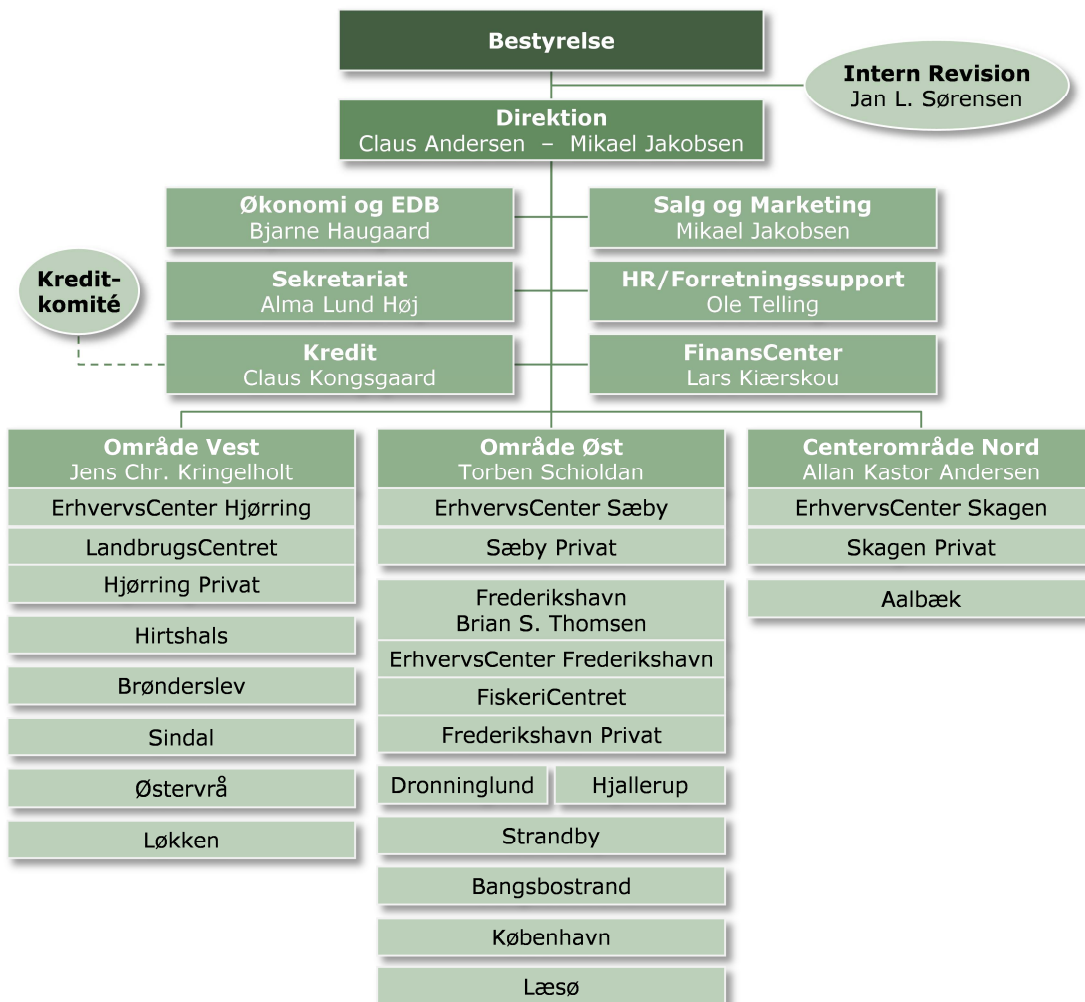 Bestyrelse
Intern Revision
Jan L. Sørensen
Direktion
Claus Andersen – Mikael Jakobsen
Økonomi og EDB
Bjarne Haugaard
Salg og Marketing
Mikael Jakobsen
Kredit-
komité
Sekretariat
Alma Lund Høj
HR/Forretningssupport
Ole Telling
Kredit
Claus Kongsgaard
FinansCenter
Lars Kiærskou
Område Vest
Jens Chr. Kringelholt
ErhvervsCenter Hjørring
LandbrugsCentret
Hjørring Privat
Hirtshals
Brønderslev
Sindal
Østervrå
Løkken
Område Øst
Torben Schioldan
ErhvervsCenter Sæby
Sæby Privat
Frederikshavn
Brian S. Thomsen
ErhvervsCenter Frederikshavn
FiskeriCentret
Frederikshavn Privat
Dronninglund
Hjallerup
Strandby
Bangsbostrand
København
Læsø
Centerområde Nord
Allan Kastor Andersen
ErhvervsCenter Skagen
Skagen Privat
Aalbæk